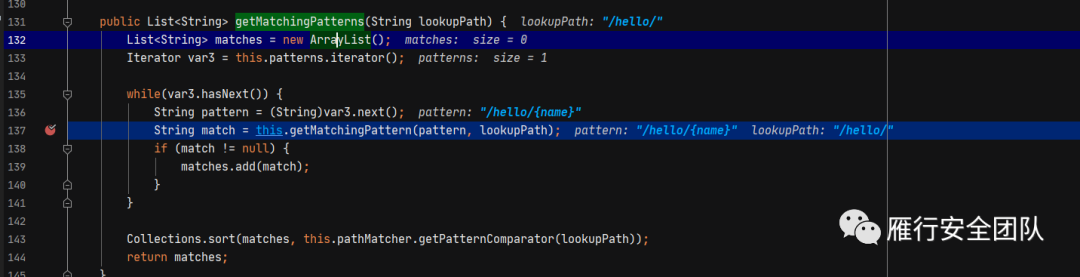 130
131 public List<String> getMatchingPatterns(String lookupPath) { lookupPath: "/hello/"
132 List<String> matches = new ArrayList(); matches: size = 0
133 Iterator var3 = this.patterns.iterator(); patterns: size = 1
134
135 while(var3.hasNext()) {
136 String pattern = (String)var3.next(); pattern: "/hello/{name}"
137 String match = this.getMatchingPattern(pattern, lookupPath); pattern: "/hello/{name}" lookupPath: "/hello/"
138 if (match != null) {
139 matches.add(match);
140 }
141 }
142
143 Collections.sort(matches, this.pathMatcher.getPatternComparator(lookupPath));
144 return matches;
145 }
雁行安全团队